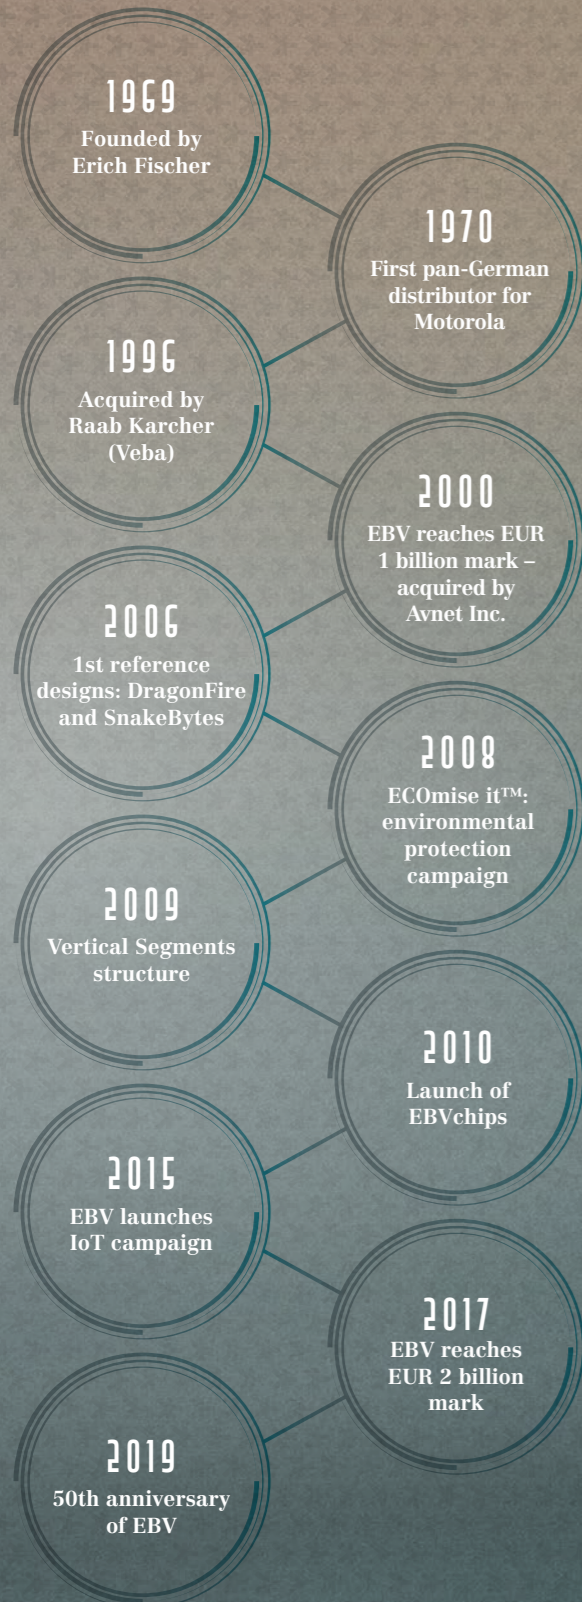 1969
Founded by
Erich Fischer
1970
First pan-German
distributor for
Motorola
1996
Acquired by
Raab Karcher
(Veba)
2000
EBV reaches EUR
1 billion mark –
acquired by
Avnet Inc.
2006
1st reference
designs: DragonFire
and SnakeBytes
2008
ECOmise it™:
environmental
protection
campaign
2009
Vertical Segments
structure
2010
Launch of
EBVchips
2015
EBV launches
IoT campaign
2017
EBV reaches
EUR 2 billion
mark
2019
50th anniversary
of EBV